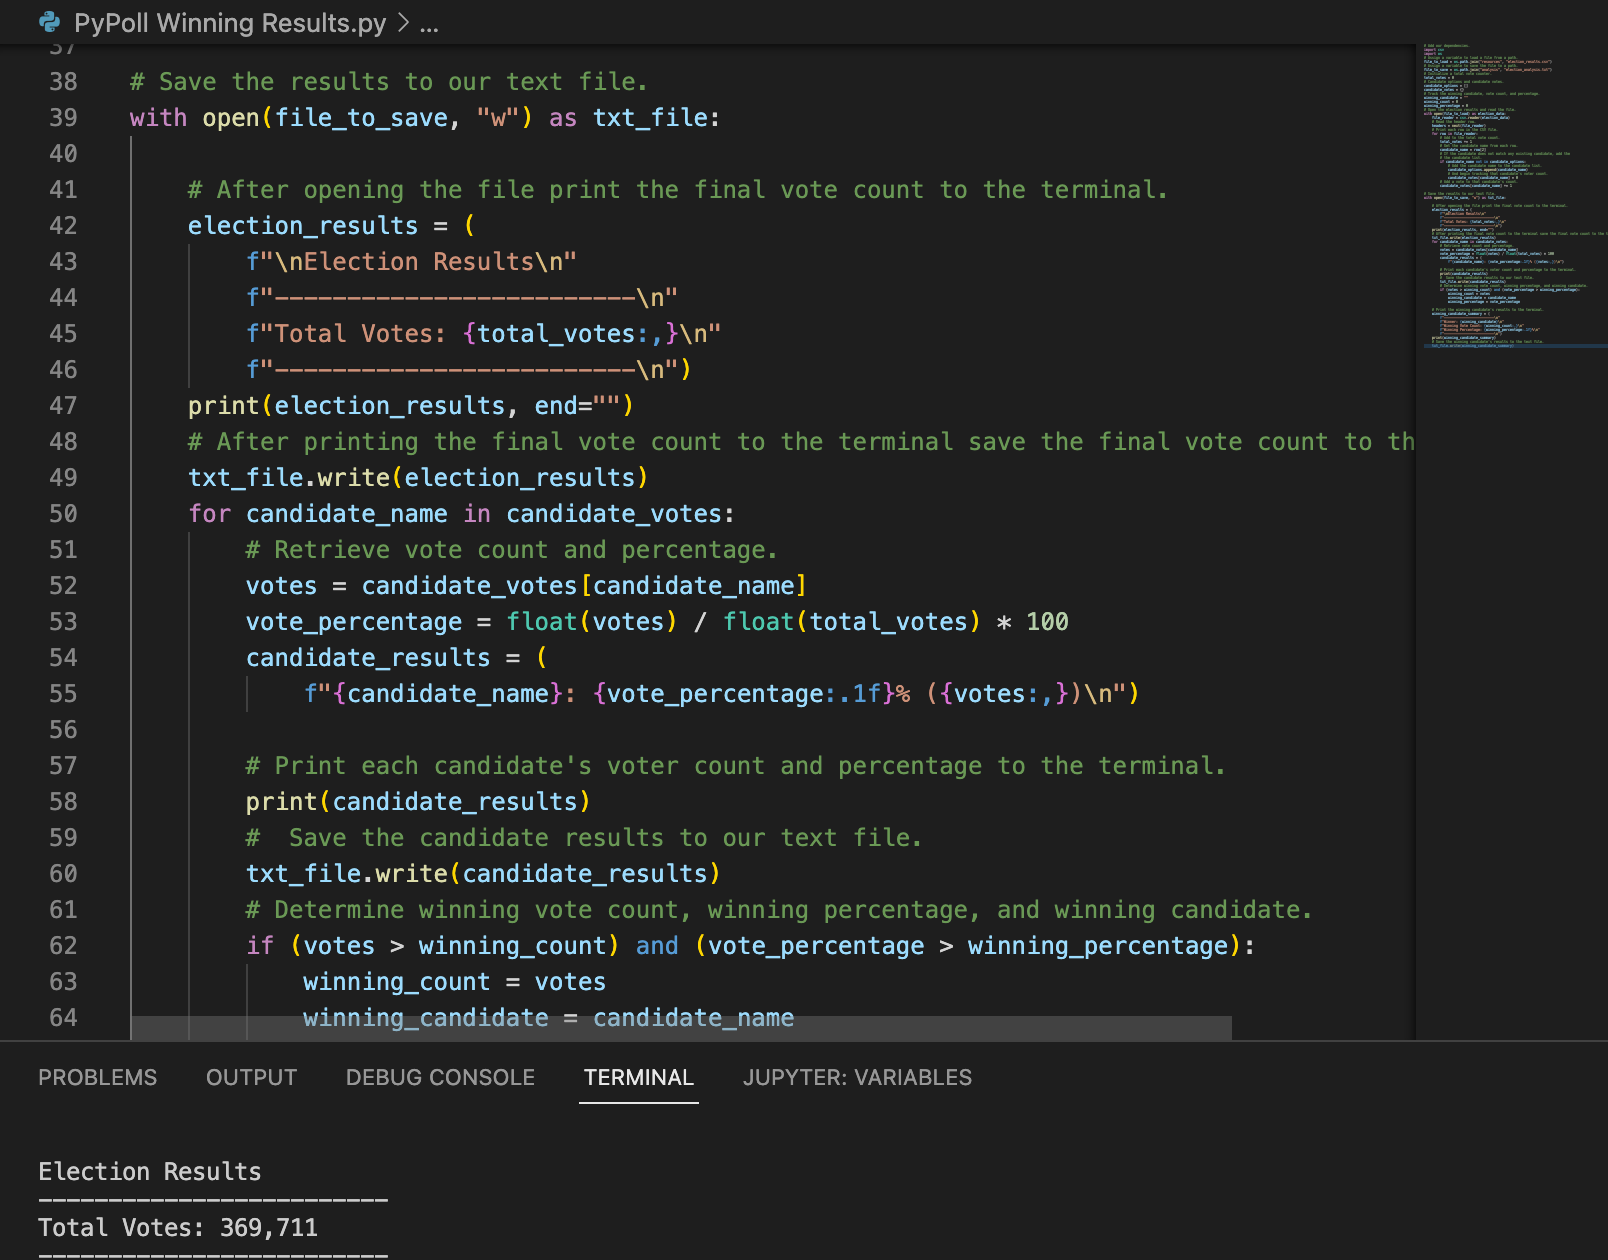 PyPoll Winning Results.py > ...
37
38 # Save the results to our text file.
39 with open(file_to_save, "w") as txt_file:
40
41     # After opening the file print the final vote count to the terminal.
42     election_results = (
43         f"\nElection Results\n"
44         f"-------------------------\n"
45         f"Total Votes: {total_votes:,}\n"
46         f"-------------------------\n")
47     print(election_results, end="")
48     # After printing the final vote count to the terminal save the final vote count to th
49     txt_file.write(election_results)
50     for candidate_name in candidate_votes:
51         # Retrieve vote count and percentage.
52         votes = candidate_votes[candidate_name]
53         vote_percentage = float(votes) / float(total_votes) * 100
54         candidate_results = (
55             f"{candidate_name}: {vote_percentage:.1f}% ({votes:,})\n")
56
57         # Print each candidate's voter count and percentage to the terminal.
58         print(candidate_results)
59         #  Save the candidate results to our text file.
60         txt_file.write(candidate_results)
61         # Determine winning vote count, winning percentage, and winning candidate.
62         if (votes > winning_count) and (vote_percentage > winning_percentage):
63             winning_count = votes
64             winning_candidate = candidate_name
PROBLEMS OUTPUT DEBUG CONSOLE TERMINAL JUPYTER: VARIABLES
Election Results
-------------------------
Total Votes: 369,711
-------------------------